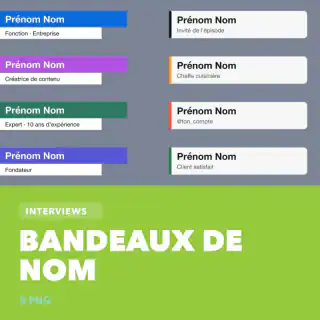 Prénom Nom
Fonction · Entreprise
Prénom Nom
Créatrice de contenu
Prénom Nom
Expert · 10 ans d'expérience
Prénom Nom
Fondateur
Prénom Nom
Invité de l'épisode
Prénom Nom
Cheffe cuisinière
Prénom Nom
@ton_compte
Prénom Nom
Client satisfait
INTERVIEWS
BANDEAUX DE
NOM
PNG